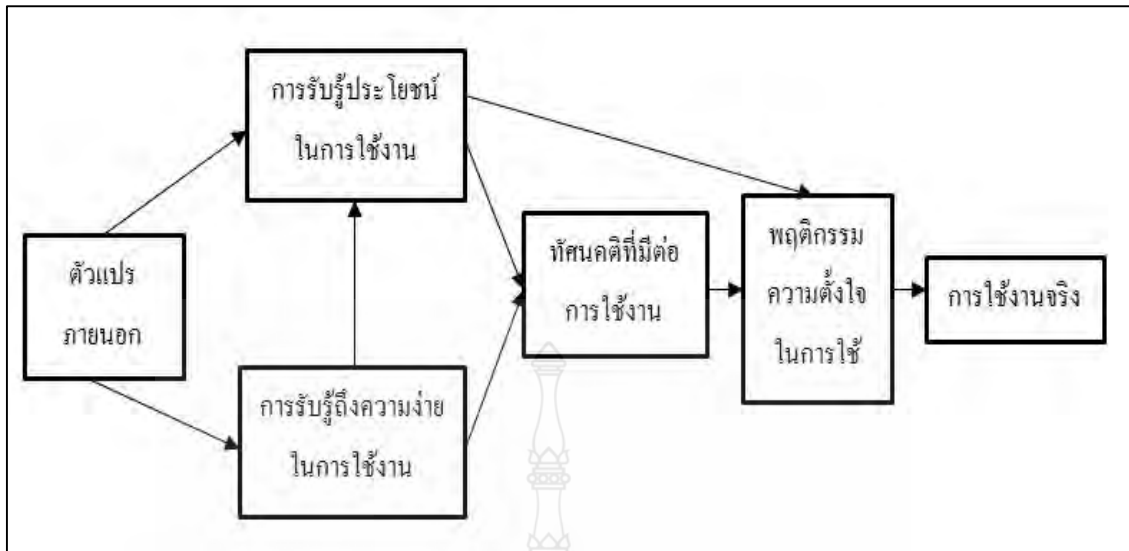 การรับรู้ประโยชน์
ในการใช้งาน
ตัวแปร
ภายนอก
การรับรู้ถึงความง่าย
ในการใช้งาน
ทัศนคติที่มีต่อ
การใช้งาน
พฤติกรรม
ความตั้งใจ
ในการใช้
การใช้งานจริง